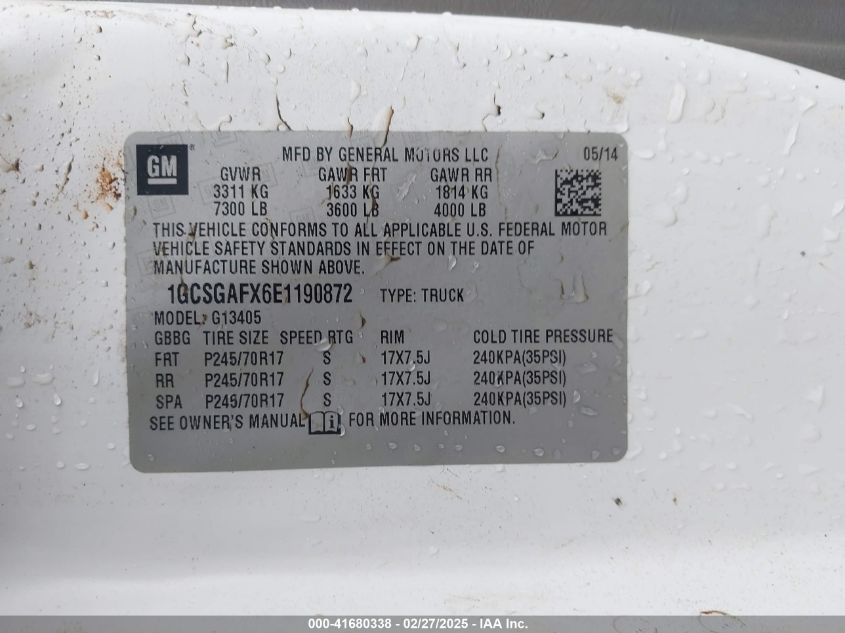 GM ® MFD BY GENERAL MOTORS LLC 05/14
GVWR GAWR FRT GAWR RR
3311 KG 1633 KG 1814 KG
7300 LB 3600 LB 4000 LB
THIS VEHICLE CONFORMS TO ALL APPLICABLE U.S. FEDERAL MOTOR
VEHICLE SAFETY STANDARDS IN EFFECT ON THE DATE OF
MANUFACTURE SHOWN ABOVE.
1GCSGAFX6E1190872 TYPE: TRUCK
MODEL: G13405
GBBG TIRE SIZE SPEED RTG RIM COLD TIRE PRESSURE
FRT P245/70R17 S 17X7.5J 240KPA(35PSI)
RR P245/70R17 S 17X7.5J 240KPA(35PSI)
SPA P245/70R17 S 17X7.5J 240KPA(35PSI)
SEE OWNER'S MANUAL i FOR MORE INFORMATION.
000-41680338 - 02/27/2025 - IAA Inc.